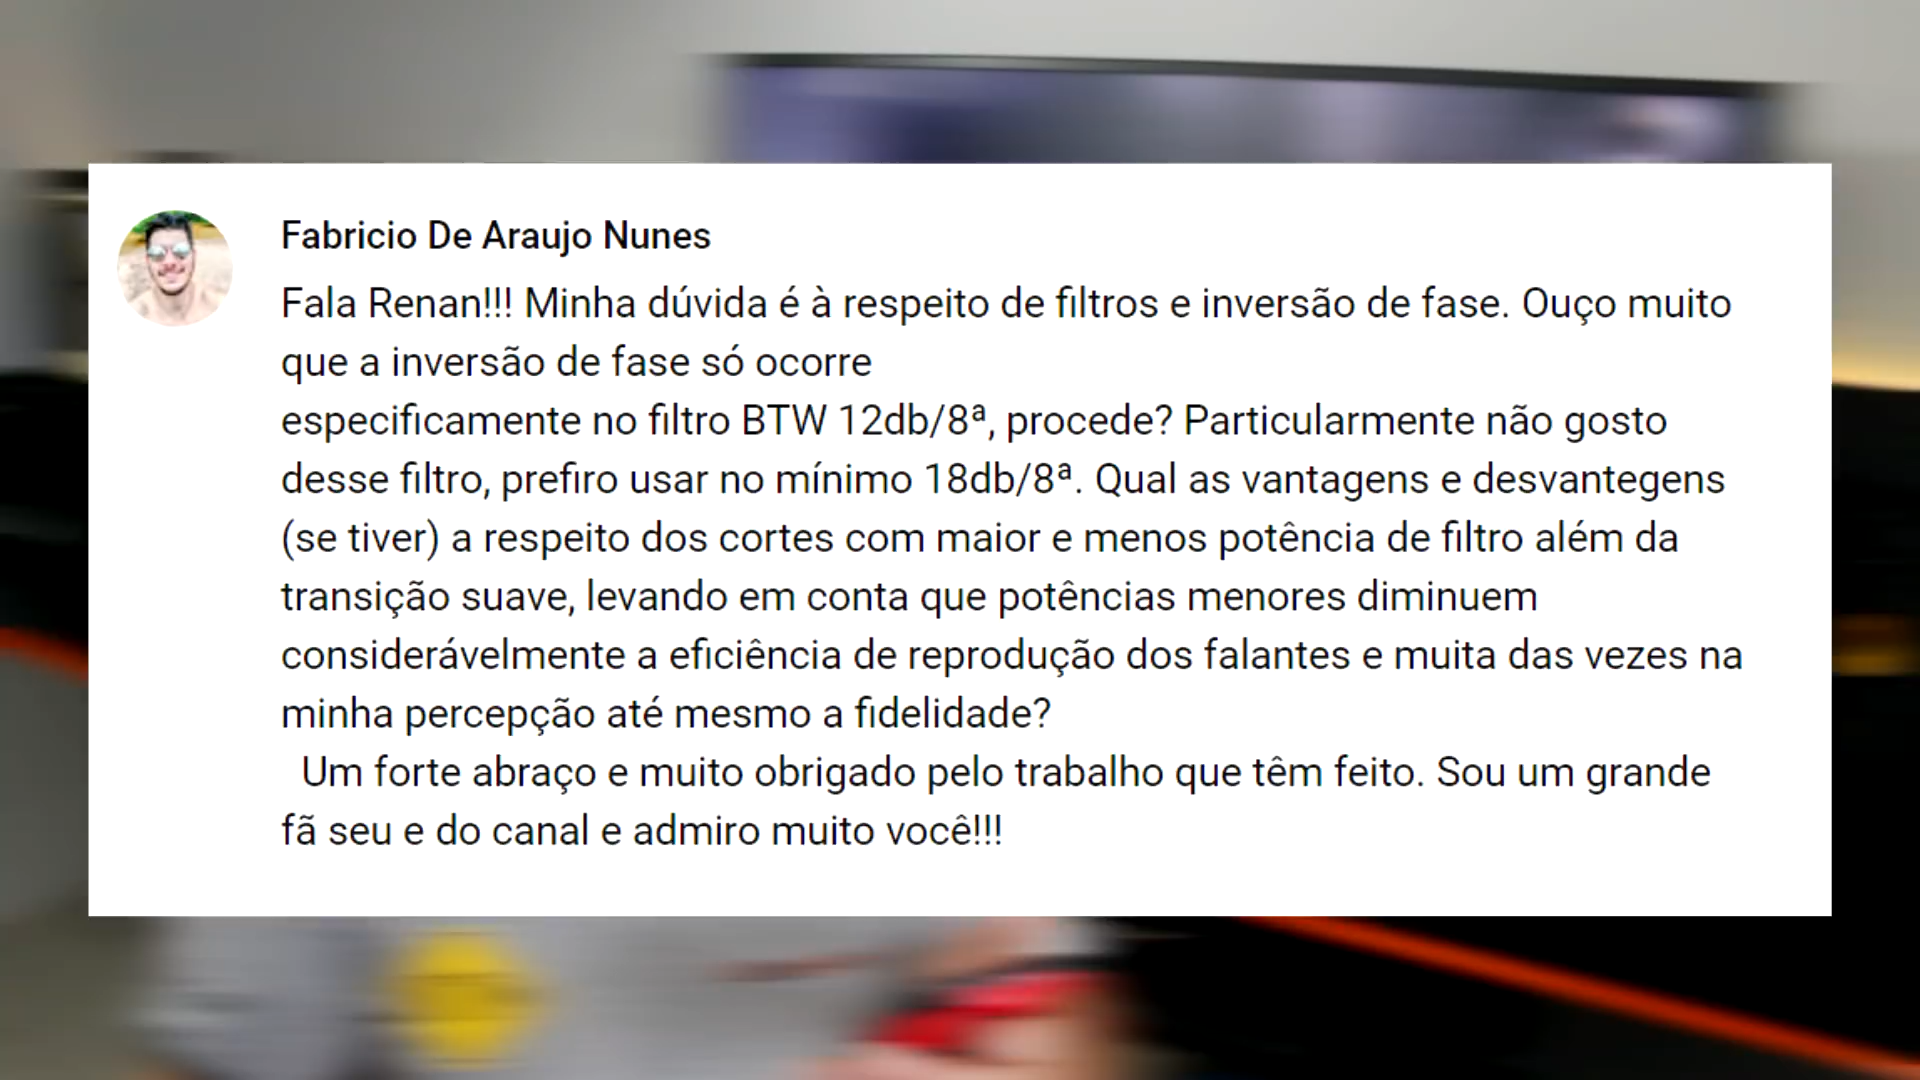 Fabricio De Araujo Nunes
Fala Renan!!! Minha dúvida é à respeito de filtros e inversão de fase. Ouço muito
que a inversão de fase só ocorre
especificamente no filtro BTW 12db/8ª, procede? Particularmente não gosto
desse filtro, prefiro usar no mínimo 18db/8ª. Qual as vantagens e desvantegens
(se tiver) a respeito dos cortes com maior e menos potência de filtro além da
transição suave, levando em conta que potências menores diminuem
considerávelmente a eficiência de reprodução dos falantes e muita das vezes na
minha percepção até mesmo a fidelidade?
Um forte abraço e muito obrigado pelo trabalho que têm feito. Sou um grande
fã seu e do canal e admiro muito você!!!